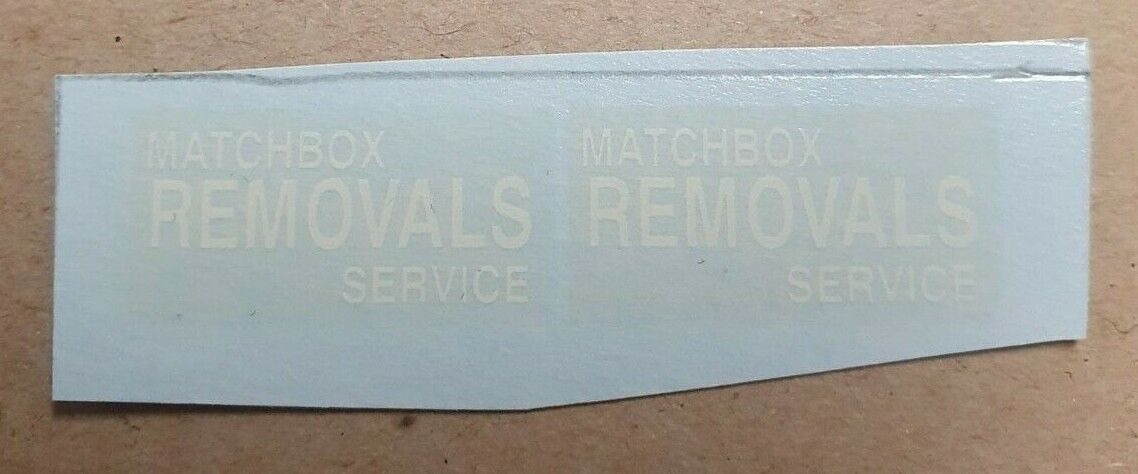 MATCHBOX
REMOVALS
SERVICE
MATCHBOX
REMOVALS
SERVICE